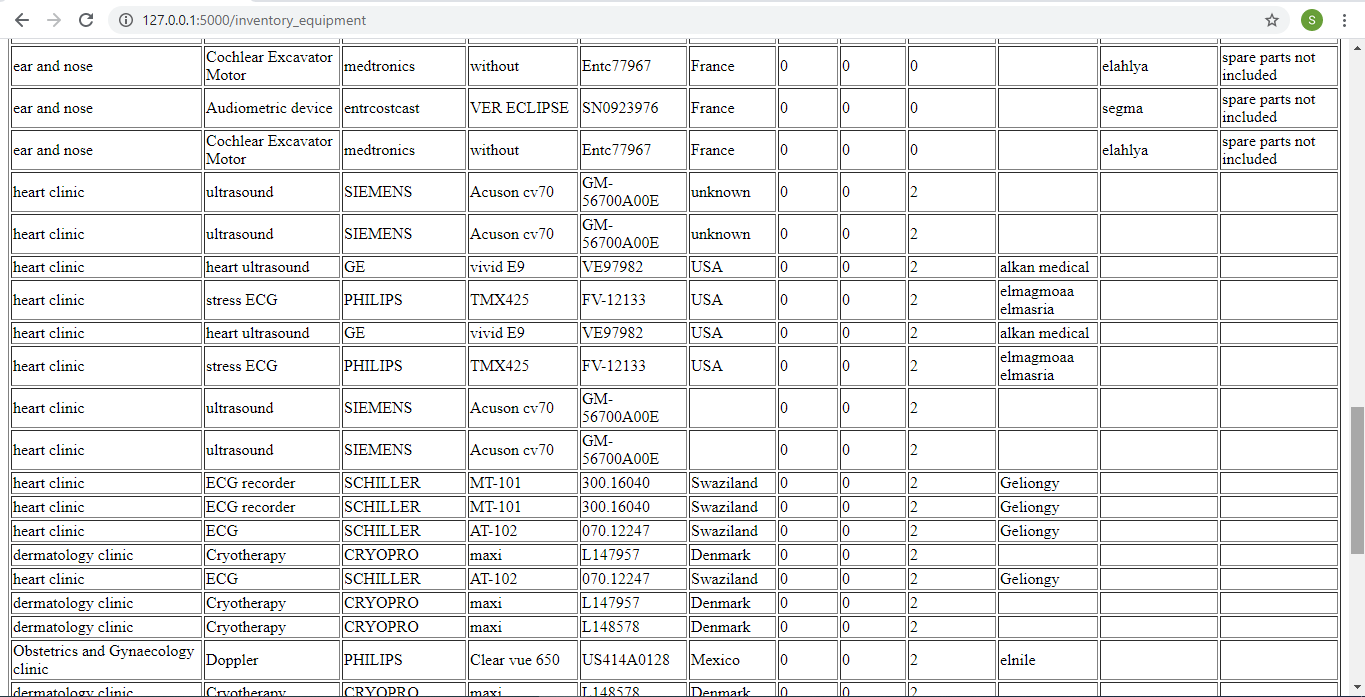 127.0.0.1:5000/inventory_equipment
S
ear and nose Cochlear Excavator Motor medtronics without Entc77967 France 0 0 0 elahlya spare parts not included
ear and nose Audiometric device entrcostcast VER ECLIPSE SN0923976 France 0 0 0 segma spare parts not included
ear and nose Cochlear Excavator Motor medtronics without Entc77967 France 0 0 0 elahlya spare parts not included
heart clinic ultrasound SIEMENS Acuson cv70 GM-56700A00E unknown 0 0 2
heart clinic ultrasound SIEMENS Acuson cv70 GM-56700A00E unknown 0 0 2
heart clinic heart ultrasound GE vivid E9 VE97982 USA 0 0 2 alkan medical
heart clinic stress ECG PHILIPS TMX425 FV-12133 USA 0 0 2 elmagmoaa elmasria
heart clinic heart ultrasound GE vivid E9 VE97982 USA 0 0 2 alkan medical
heart clinic stress ECG PHILIPS TMX425 FV-12133 USA 0 0 2 elmagmoaa elmasria
heart clinic ultrasound SIEMENS Acuson cv70 GM-56700A00E 0 0 2
heart clinic ultrasound SIEMENS Acuson cv70 GM-56700A00E 0 0 2
heart clinic ECG recorder SCHILLER MT-101 300.16040 Swaziland 0 0 2 Geliongy
heart clinic ECG recorder SCHILLER MT-101 300.16040 Swaziland 0 0 2 Geliongy
heart clinic ECG SCHILLER AT-102 070.12247 Swaziland 0 0 2 Geliongy
dermatology clinic Cryotherapy CRYOPRO maxi L147957 Denmark 0 0 2
heart clinic ECG SCHILLER AT-102 070.12247 Swaziland 0 0 2 Geliongy
dermatology clinic Cryotherapy CRYOPRO maxi L147957 Denmark 0 0 2
dermatology clinic Cryotherapy CRYOPRO maxi L148578 Denmark 0 0 2
Obstetrics and Gynaecology clinic Doppler PHILIPS Clear vue 650 US414A0128 Mexico 0 0 2 elnile
dermatology clinic Cryotherapy CRYOPRO maxi L148578 Denmark 0 0 2